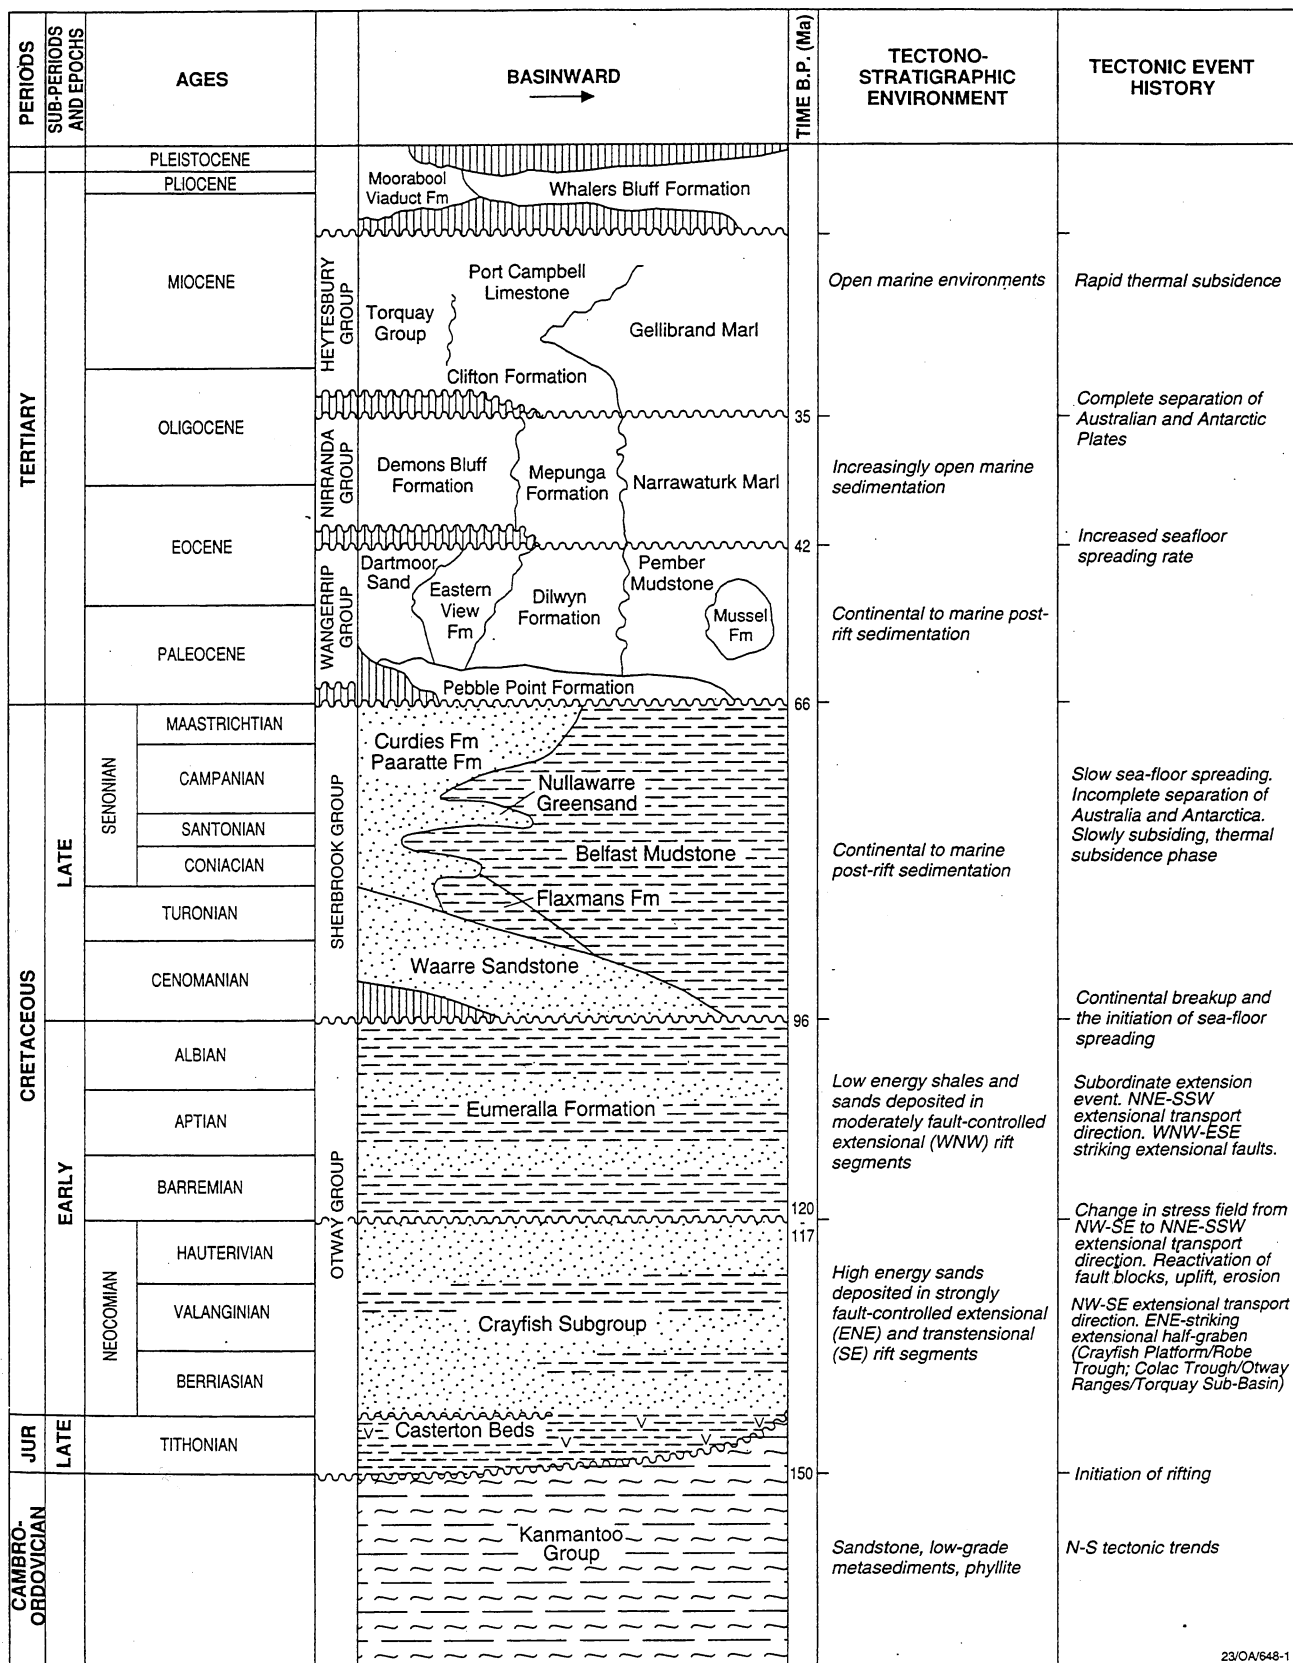 PERIODS
SUB-PERIODS
AND EPOCHS
AGES
BASINWARD
TIME B.P. (Ma)
TECTONO-
STRATIGRAPHIC
ENVIRONMENT
TECTONIC EVENT
HISTORY
TERTIARY
CRETACEOUS
JUR
CAMBRO-
ORDOVICIAN
LATE
EARLY
LATE
SENONIAN
NEOCOMIAN
PLEISTOCENE
PLIOCENE
MIOCENE
OLIGOCENE
EOCENE
PALEOCENE
MAASTRICHTIAN
CAMPANIAN
SANTONIAN
CONIACIAN
TURONIAN
CENOMANIAN
ALBIAN
APTIAN
BARREMIAN
HAUTERIVIAN
VALANGINIAN
BERRIASIAN
TITHONIAN
HEYTESBURY
GROUP
NIRRANDA
GROUP
WANGERRIP
GROUP
SHERBROOK GROUP
OTWAY GROUP
Moorabool
Viaduct Fm
Whalers Bluff Formation
Port Campbell
Limestone
Torquay
Group
Gellibrand Marl
Clifton Formation
Demons Bluff
Formation
Mepunga
Formation
Narrawaturk Marl
Dartmoor
Sand
Eastern
View
Fm
Dilwyn
Formation
Pember
Mudstone
Mussel
Fm
Pebble Point Formation
Curdies Fm
Paaratte Fm
Nullawarre
Greensand
Belfast Mudstone
Flaxmans Fm
Waarre Sandstone
Eumeralla Formation
Crayfish Subgroup
Casterton Beds
V
V
V
V
V
Kanmantoo
Group
35
42
66
96
120
117
150
Open marine environments
Increasingly open marine
sedimentation
Continental to marine post-
rift sedimentation
Continental to marine
post-rift sedimentation
Low energy shales and
sands deposited in
moderately fault-controlled
extensional (WNW) rift
segments
High energy sands
deposited in strongly
fault-controlled extensional
(ENE) and transtensional
(SE) rift segments
Sandstone, low-grade
metasediments, phyllite
Rapid thermal subsidence
Complete separation of
Australian and Antarctic
Plates
Increased seafloor
spreading rate
Slow sea-floor spreading.
Incomplete separation of
Australia and Antarctica.
Slowly subsiding, thermal
subsidence phase
Continental breakup and
the initiation of sea-floor
spreading
Subordinate extension
event. NNE-SSW
extensional transport
direction. WNW-ESE
striking extensional faults.
Change in stress field from
NW-SE to NNE-SSW
extensional transport
direction. Reactivation of
fault blocks, uplift, erosion
NW-SE extensional transport
direction. ENE-striking
extensional half-graben
(Crayfish Platform/Robe
Trough; Colac Trough/Otway
Ranges/Torquay Sub-Basin)
Initiation of rifting
N-S tectonic trends
23/OA/648-1